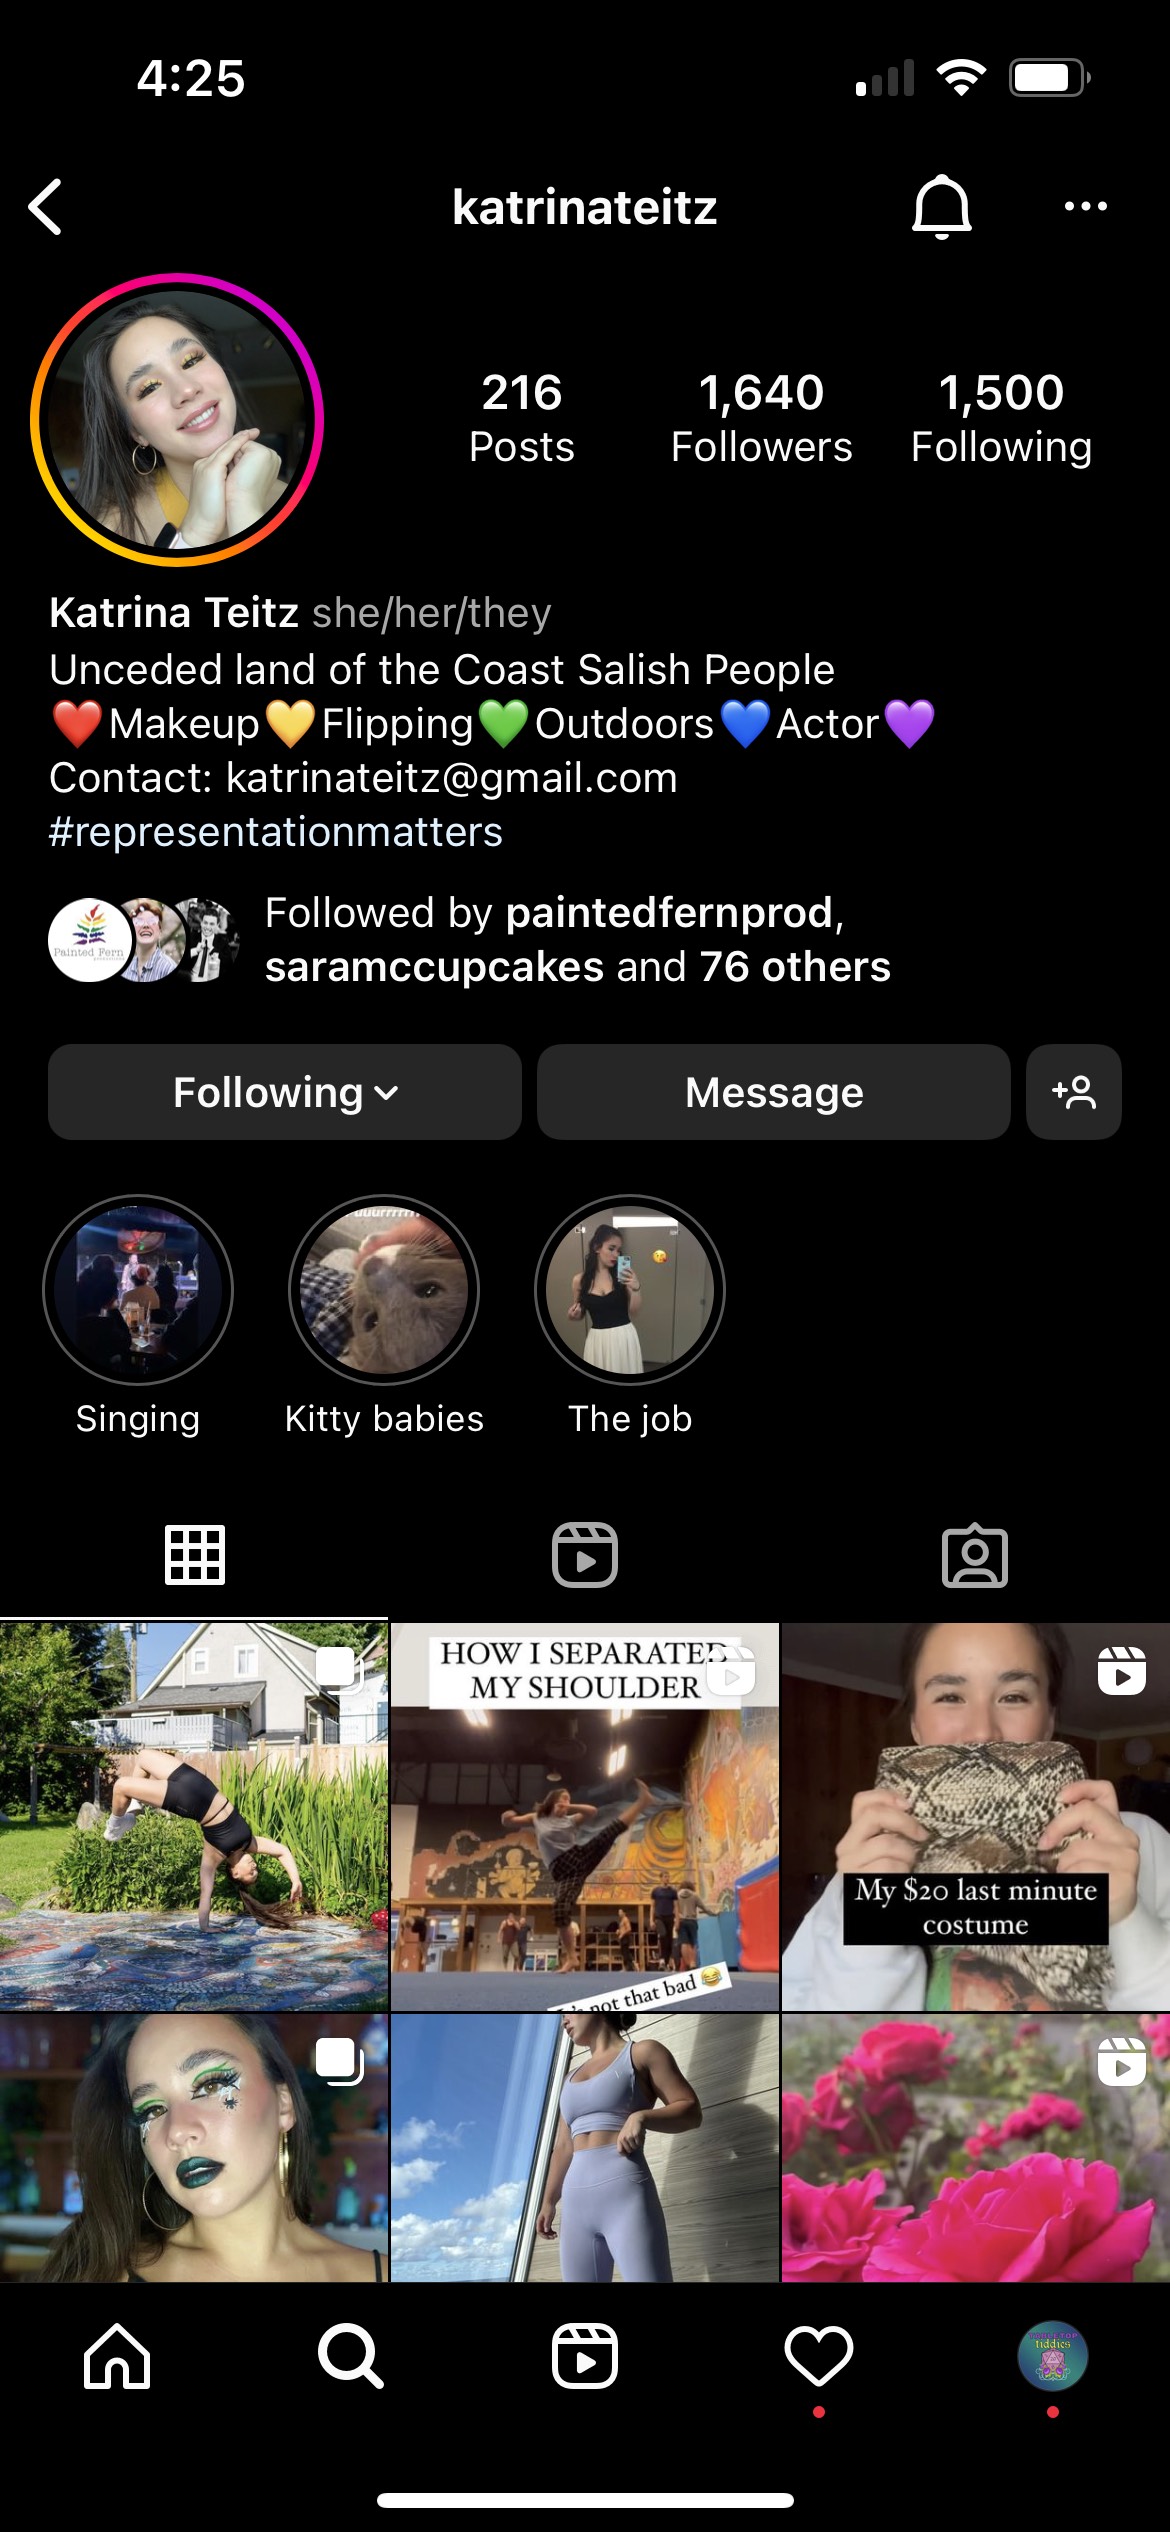 4:25
katrinateitz
216 1,640 1,500
Posts Followers Following
Katrina Teitz she/her/they
Unceded land of the Coast Salish People
❤️Makeup💛Flipping💚Outdoors💙Actor💜
Contact: katrinateitz@gmail.com
#representationmatters
Painted Fern
Followed by paintedfernprod,
saramccupcakes and 76 others
Following Message
Singing Kitty babies The job
HOW I SEPARATED
MY SHOULDER
My $20 last minute
costume
not that bad 😂
TABLETOP
tiddies